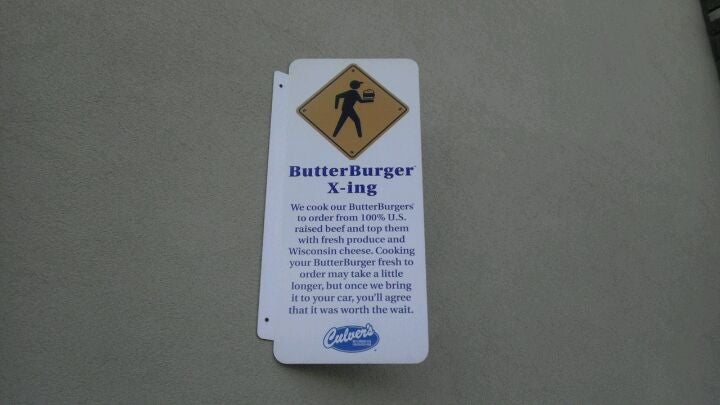 ButterBurger
X-ing
We cook our ButterBurgers
to order from 100% U.S.
raised beef and top them
with fresh produce and
Wisconsin cheese. Cooking
your ButterBurger fresh to
order may take a little
longer, but once we bring
it to your car, you'll agree
that it was worth the wait.
Culver's